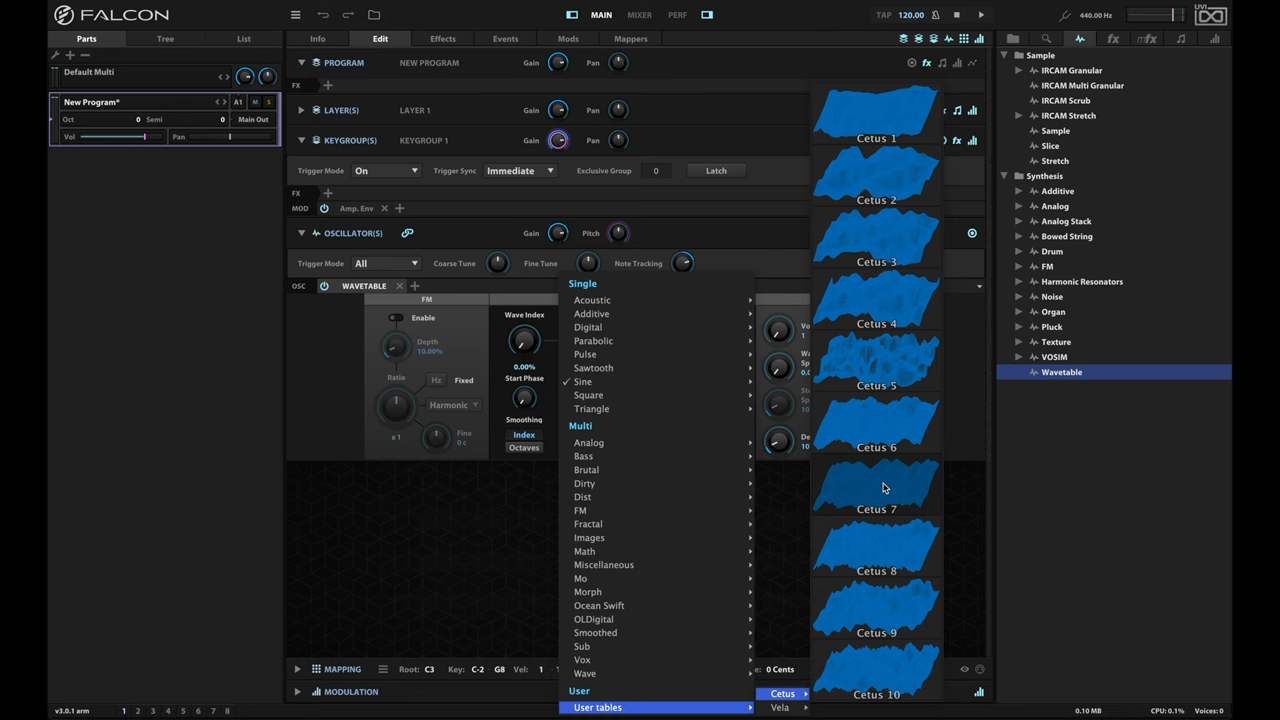 FALCON
MAIN
MIXER
PERF
TAP
120.00
440.00 Hz
UVI
Parts
Tree
List
Info
Edit
Effects
Events
Mods
Mappers
Default Multi
New Program*
A1
M
S
Oct
0
Semi
0
Main Out
Vol
Pan
PROGRAM
NEW PROGRAM
Gain
Pan
FX
LAYER(S)
LAYER 1
Gain
Pan
KEYGROUP(S)
KEYGROUP 1
Gain
Pan
Trigger Mode
On
Trigger Sync
Immediate
Exclusive Group
0
Latch
FX
MOD
Amp. Env
OSCILLATOR(S)
Gain
Pitch
Trigger Mode
All
Coarse Tune
Fine Tune
Note Tracking
OSC
WAVETABLE
FM
Enable
Depth
10.00%
Ratio
Hz
Fixed
Harmonic
x 1
Fine
0 c
Wave Index
0.00%
Start Phase
Smoothing
Index
Octaves
Single
Acoustic
Additive
Digital
Parabolic
Pulse
Sawtooth
Sine
Square
Triangle
Multi
Analog
Bass
Brutal
Dirty
Dist
FM
Fractal
Images
Math
Miscellaneous
Mo
Morph
Ocean Swift
OLDigital
Smoothed
Sub
Vox
Wave
User
User tables
Cetus
Vela
Cetus 1
Cetus 2
Cetus 3
Cetus 4
Cetus 5
Cetus 6
Cetus 7
Cetus 8
Cetus 9
Cetus 10
Sample
IRCAM Granular
IRCAM Multi Granular
IRCAM Scrub
IRCAM Stretch
Sample
Slice
Stretch
Synthesis
Additive
Analog
Analog Stack
Bowed String
Drum
FM
Harmonic Resonators
Noise
Organ
Pluck
Texture
VOSIM
Wavetable
MAPPING
Root: C3
Key: C-2
G8
Vel: 1
0 Cents
MODULATION
v3.0.1 arm
1 2 3 4 5 6 7 8
0.10 MB
CPU: 0.1%
Voices: 0